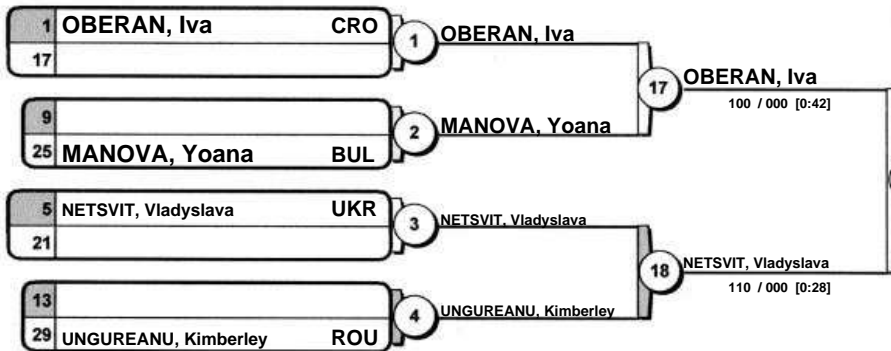 1 OBERAN, Iva CRO
17
1 OBERAN, Iva
9
25 MANOVA, Yoana BUL
2 MANOVA, Yoana
17 OBERAN, Iva
100 / 000 [0:42]
5 NETSVIT, Vladyslava UKR
21
3 NETSVIT, Vladyslava
13
29 UNGUREANU, Kimberley ROU
4 UNGUREANU, Kimberley
18 NETSVIT, Vladyslava
110 / 000 [0:28]